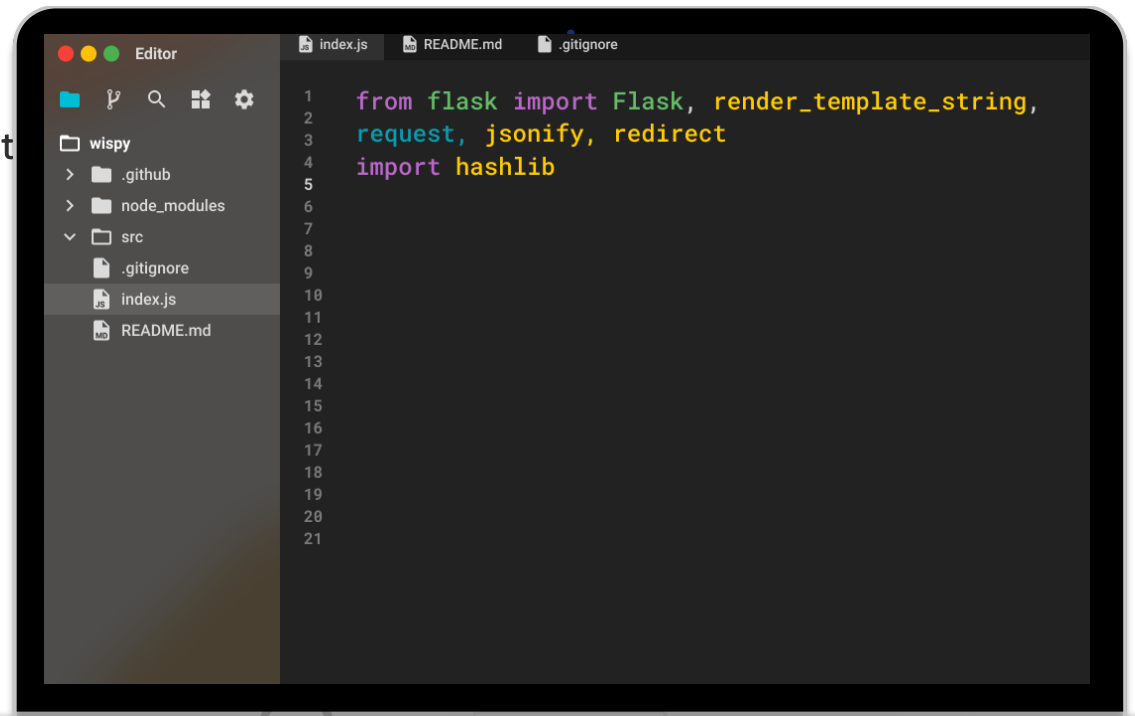 Editor
index.js
README.md
.gitignore
wispy
.github
node_modules
src
.gitignore
JS index.js
MD README.md
1
2
3
4
5
6
7
8
9
10
11
12
13
14
15
16
17
18
19
20
21
from flask import Flask, render_template_string,
request, jsonify, redirect
import hashlib
t